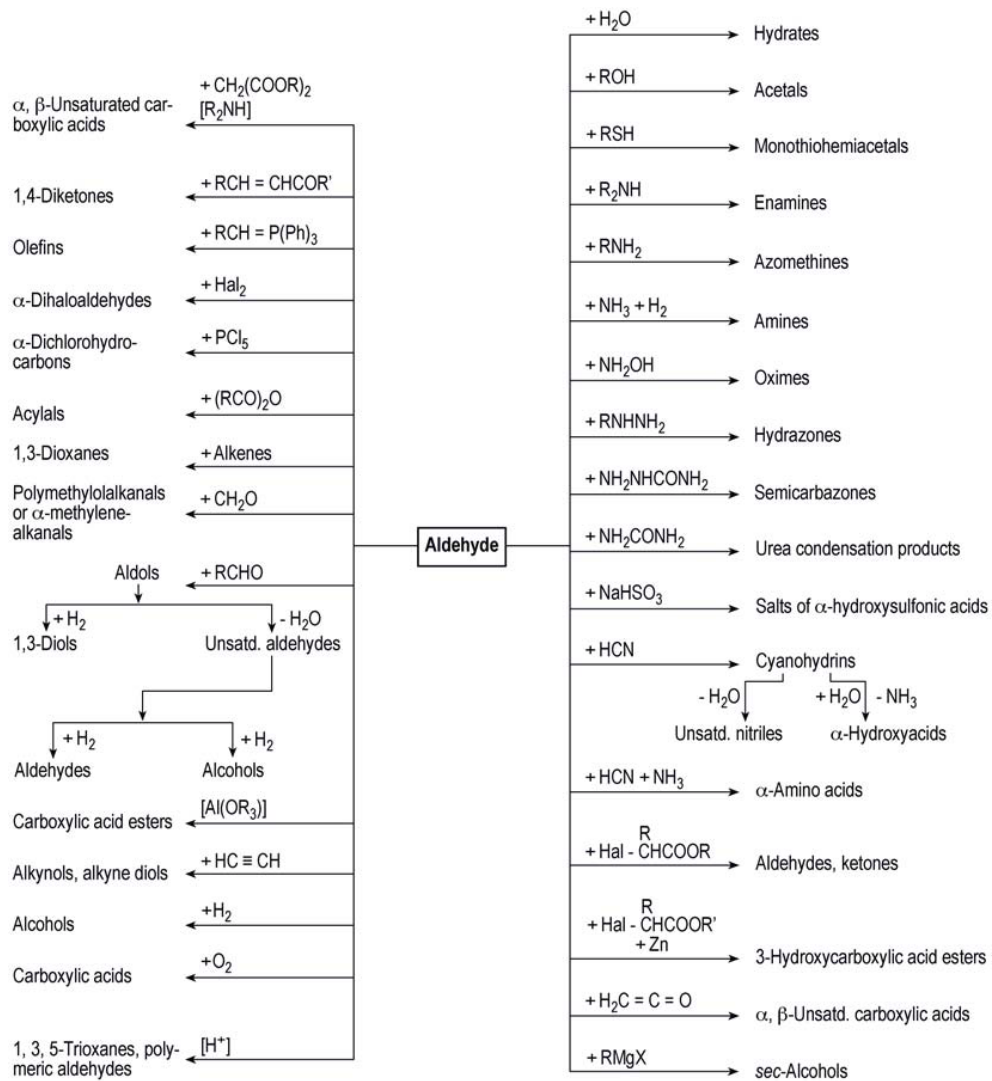 + CH₂(COOR)₂
[R₂NH]
α, β-Unsaturated car-
boxylic acids
+ RCH = CHCOR'
1,4-Diketones
+ RCH = P(Ph)₃
Olefins
+ Hal₂
α-Dihaloaldehydes
+ PCl₅
α-Dichlorohydro-
carbons
+ (RCO)₂O
Acylals
1,3-Dioxanes
+ Alkenes
Polymethylolalkanals
or α-methylene-
alkanals
+ CH₂O
Aldols
+ RCHO
+ H₂
- H₂O
1,3-Diols
Unsatd. aldehydes
+ H₂
+ H₂
Aldehydes
Alcohols
[Al(OR₃)]
Carboxylic acid esters
+ HC ≡ CH
Alkynols, alkyne diols
+H₂
Alcohols
+O₂
Carboxylic acids
[H⁺]
1, 3, 5-Trioxanes, poly-
meric aldehydes
Aldehyde
+ H₂O
Hydrates
+ ROH
Acetals
+ RSH
Monothiohemiacetals
+ R₂NH
Enamines
+ RNH₂
Azomethines
+ NH₃ + H₂
Amines
+ NH₂OH
Oximes
+ RNHNH₂
Hydrazones
+ NH₂NHCONH₂
Semicarbazones
+ NH₂CONH₂
Urea condensation products
+ NaHSO₃
Salts of α-hydroxysulfonic acids
+ HCN
Cyanohydrins
- H₂O
+ H₂O - NH₃
Unsatd. nitriles
α-Hydroxyacids
+ HCN + NH₃
α-Amino acids
R
+ Hal - CHCOOR
Aldehydes, ketones
R
+ Hal - CHCOOR'
+ Zn
3-Hydroxycarboxylic acid esters
+ H₂C = C = O
α, β-Unsatd. carboxylic acids
+ RMgX
sec-Alcohols